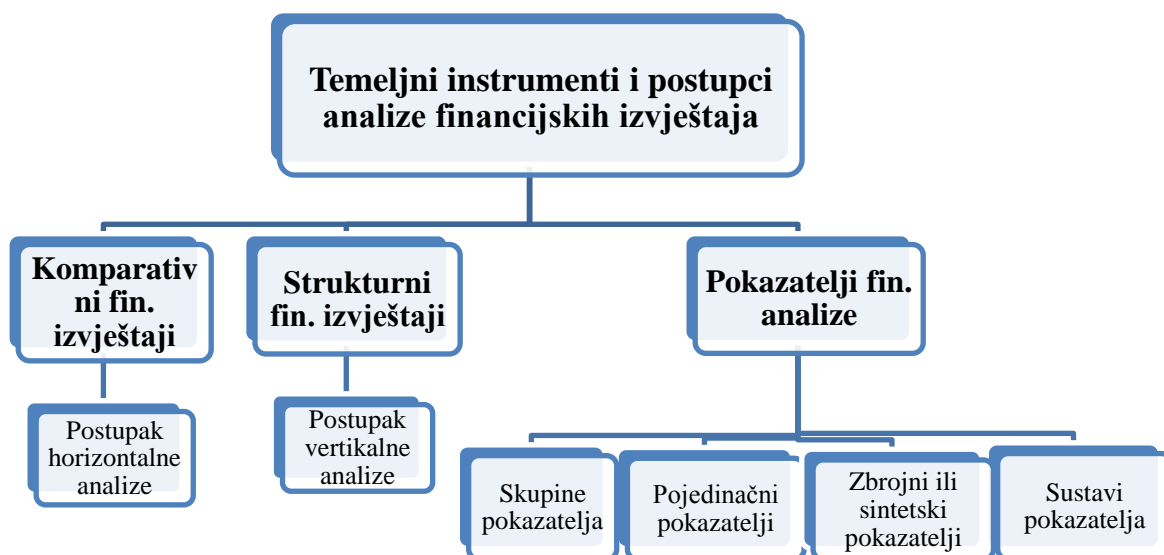 Temeljni instrumenti i postupci
analize financijskih izvještaja
Komparativ
ni fin.
izvještaji
Strukturni
fin. izvještaji
Pokazatelji fin.
analize
Postupak
horizontalne
analize
Postupak
vertikalne
analize
Skupine
pokazatelja
Pojedinačni
pokazatelji
Zbrojni ili
sintetski
pokazatelji
Sustavi
pokazatelja